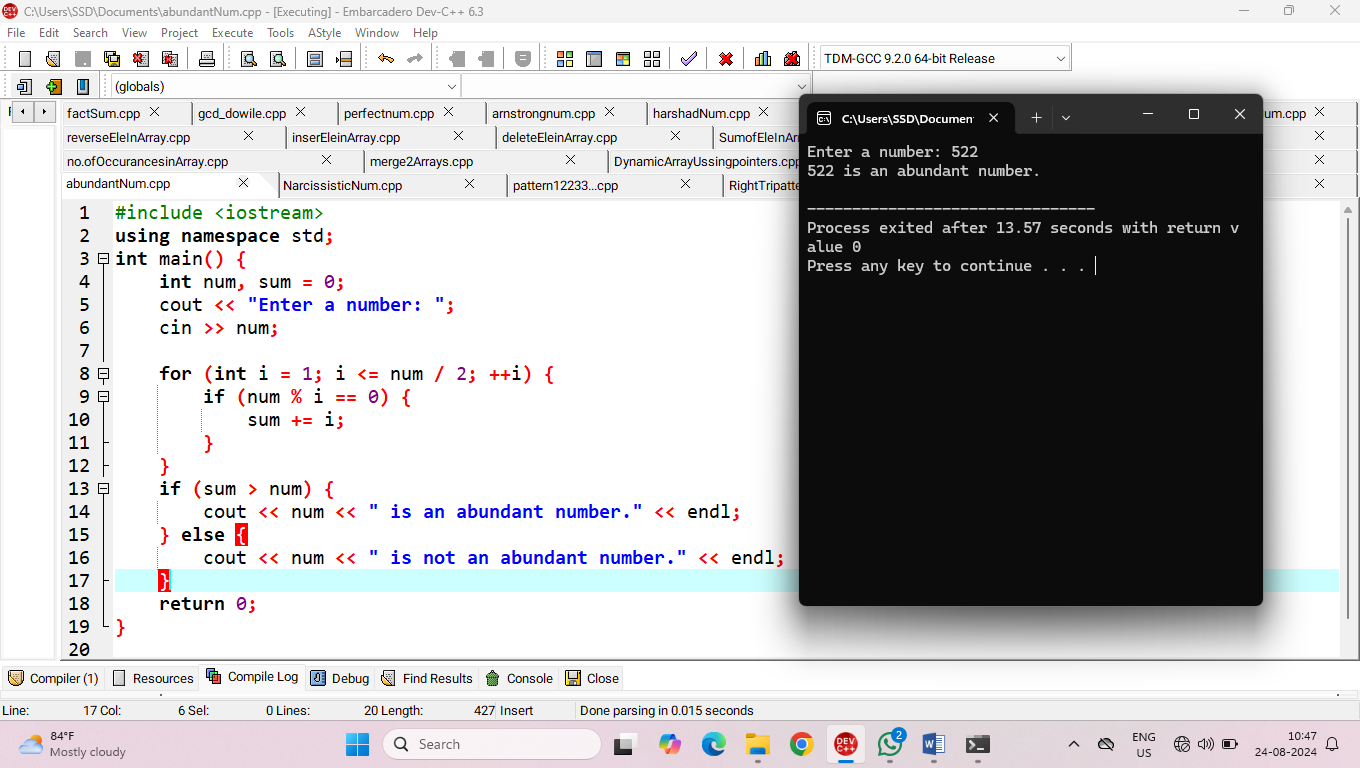 C:\Users\SSD\Documents\abundantNum.cpp - [Executing] - Embarcadero Dev-C++ 6.3
File Edit Search View Project Execute Tools AStyle Window Help
TDM-GCC 9.2.0 64-bit Release
(globals)
factSum.cpp gcd_dowile.cpp perfectnum.cpp amstrongnum.cpp harshadNum.cpp um.cpp
reverseEleInArray.cpp inserEleinArray.cpp deleteEleinArray.cpp SumofEleInArr
no.ofOccurancesinArray.cpp merge2Arrays.cpp DynamicArrayUssingpointers.cpp
abundantNum.cpp NarcissisticNum.cpp pattern12233...cpp RightTripatte
1 #include <iostream>
2 using namespace std;
3 int main() {
4 int num, sum = 0;
5 cout << "Enter a number: ";
6 cin >> num;
7
8 for (int i = 1; i <= num / 2; ++i) {
9 if (num % i == 0) {
10 sum += i;
11 }
12 }
13 if (sum > num) {
14 cout << num << " is an abundant number." << endl;
15 } else {
16 cout << num << " is not an abundant number." << endl;
17 }
18 return 0;
19 }
20
C:\Users\SSD\Documen
Enter a number: 522
522 is an abundant number.
--------------------------------
Process exited after 13.57 seconds with return v
alue 0
Press any key to continue . . .
Compiler (1) Resources Compile Log Debug Find Results Console Close
Line: 17 Col: 6 Sel: 0 Lines: 20 Length: 427 Insert Done parsing in 0.015 seconds
84°F
Mostly cloudy
Search
2
ENG
US
10:47
24-08-2024